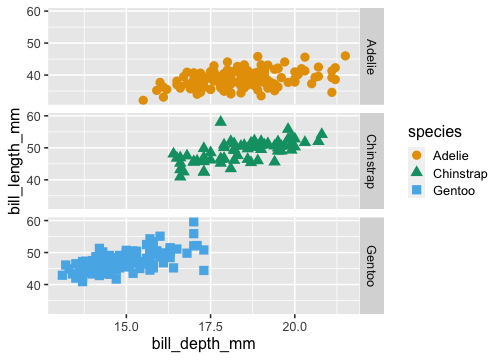 bill_length_mm
60
50
40
Adelie
60
50
40
Chinstrap
60
50
40
Gentoo
15.0 17.5 20.0
bill_depth_mm
species
Adelie
Chinstrap
Gentoo